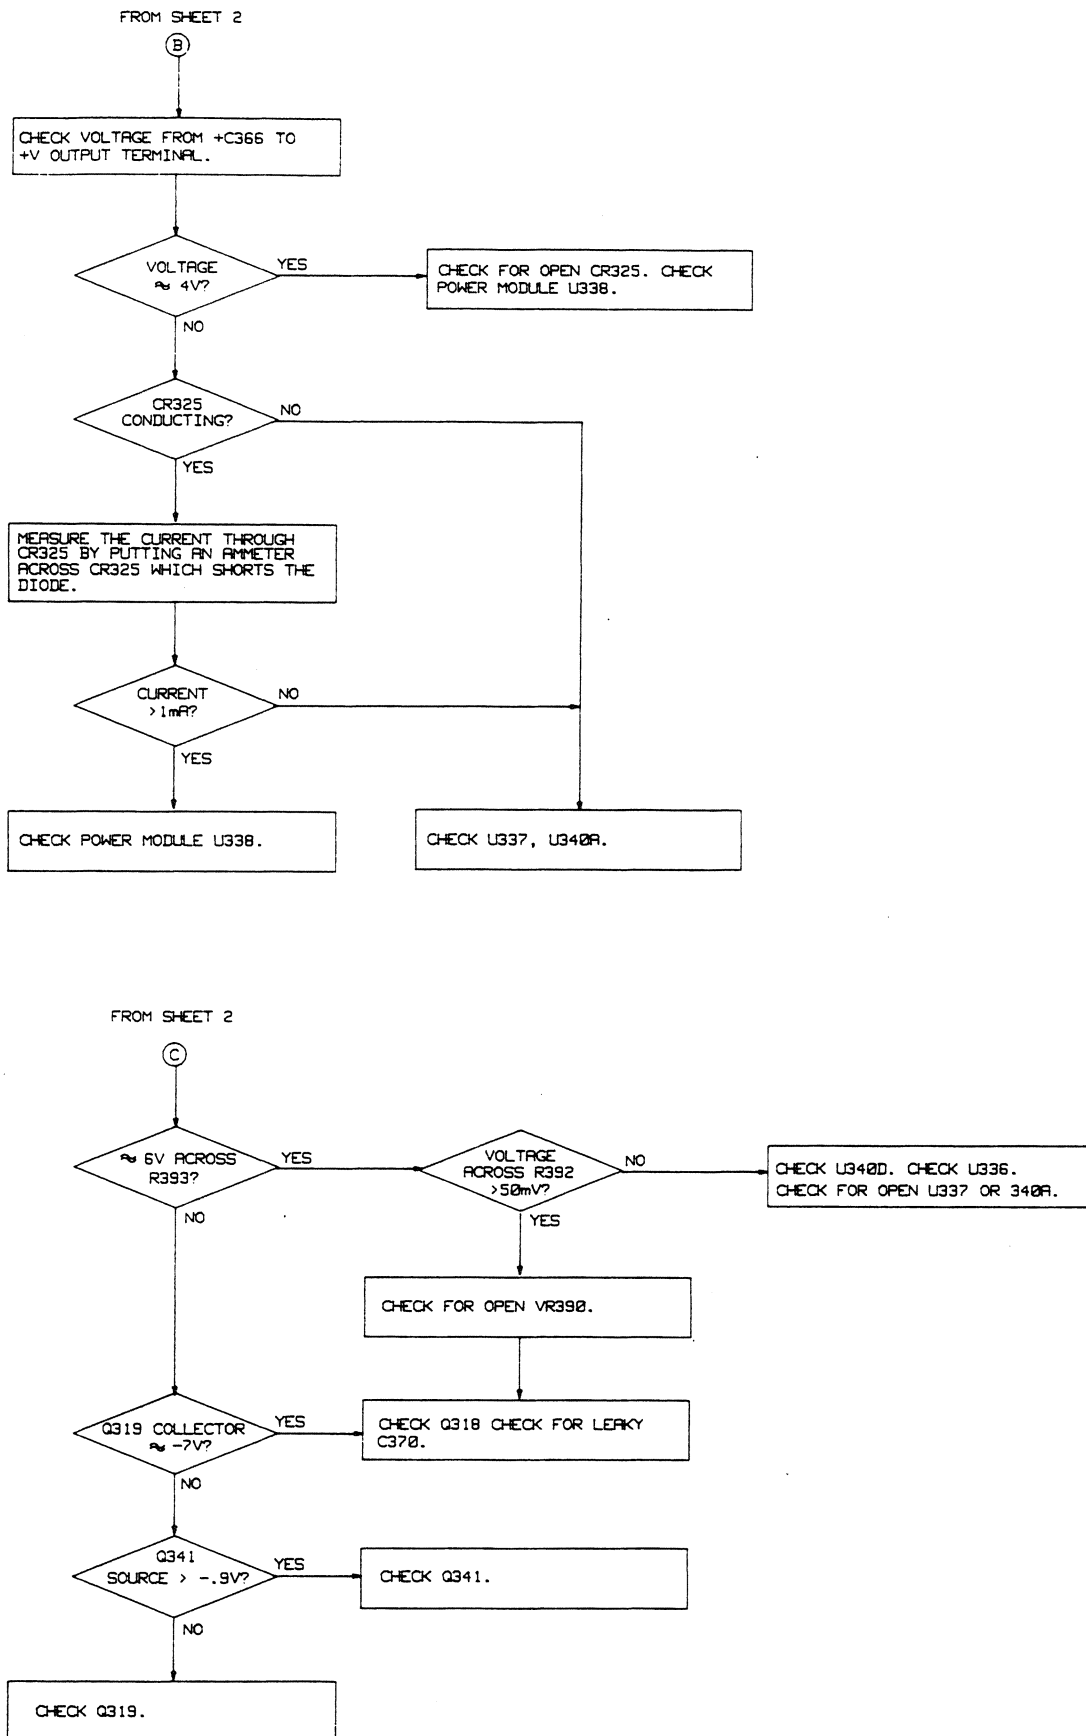 FROM SHEET 2
B
CHECK VOLTAGE FROM +C366 TO
+V OUTPUT TERMINAL.
VOLTAGE
≈ 4V?
YES
CHECK FOR OPEN CR325. CHECK
POWER MODULE U338.
NO
CR325
CONDUCTING?
NO
YES
MEASURE THE CURRENT THROUGH
CR325 BY PUTTING AN AMMETER
ACROSS CR325 WHICH SHORTS THE
DIODE.
CURRENT
>1mA?
NO
YES
CHECK POWER MODULE U338.
CHECK U337, U340A.
FROM SHEET 2
C
≈ 6V ACROSS
R393?
YES
VOLTAGE
ACROSS R392
>50mV?
NO
CHECK U340D. CHECK U336.
CHECK FOR OPEN U337 OR 340A.
NO
YES
CHECK FOR OPEN VR390.
Q319 COLLECTOR
≈ -7V?
YES
CHECK Q318 CHECK FOR LEAKY
C370.
NO
Q341
SOURCE > -.9V?
YES
CHECK Q341.
NO
CHECK Q319.